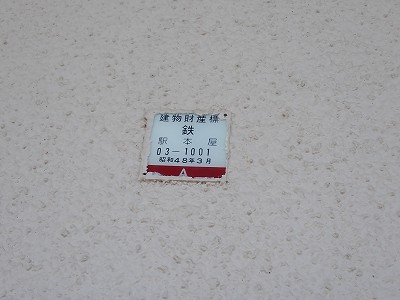 建物財産標
鉄
駅本屋
03-1001
昭和48年3月
A